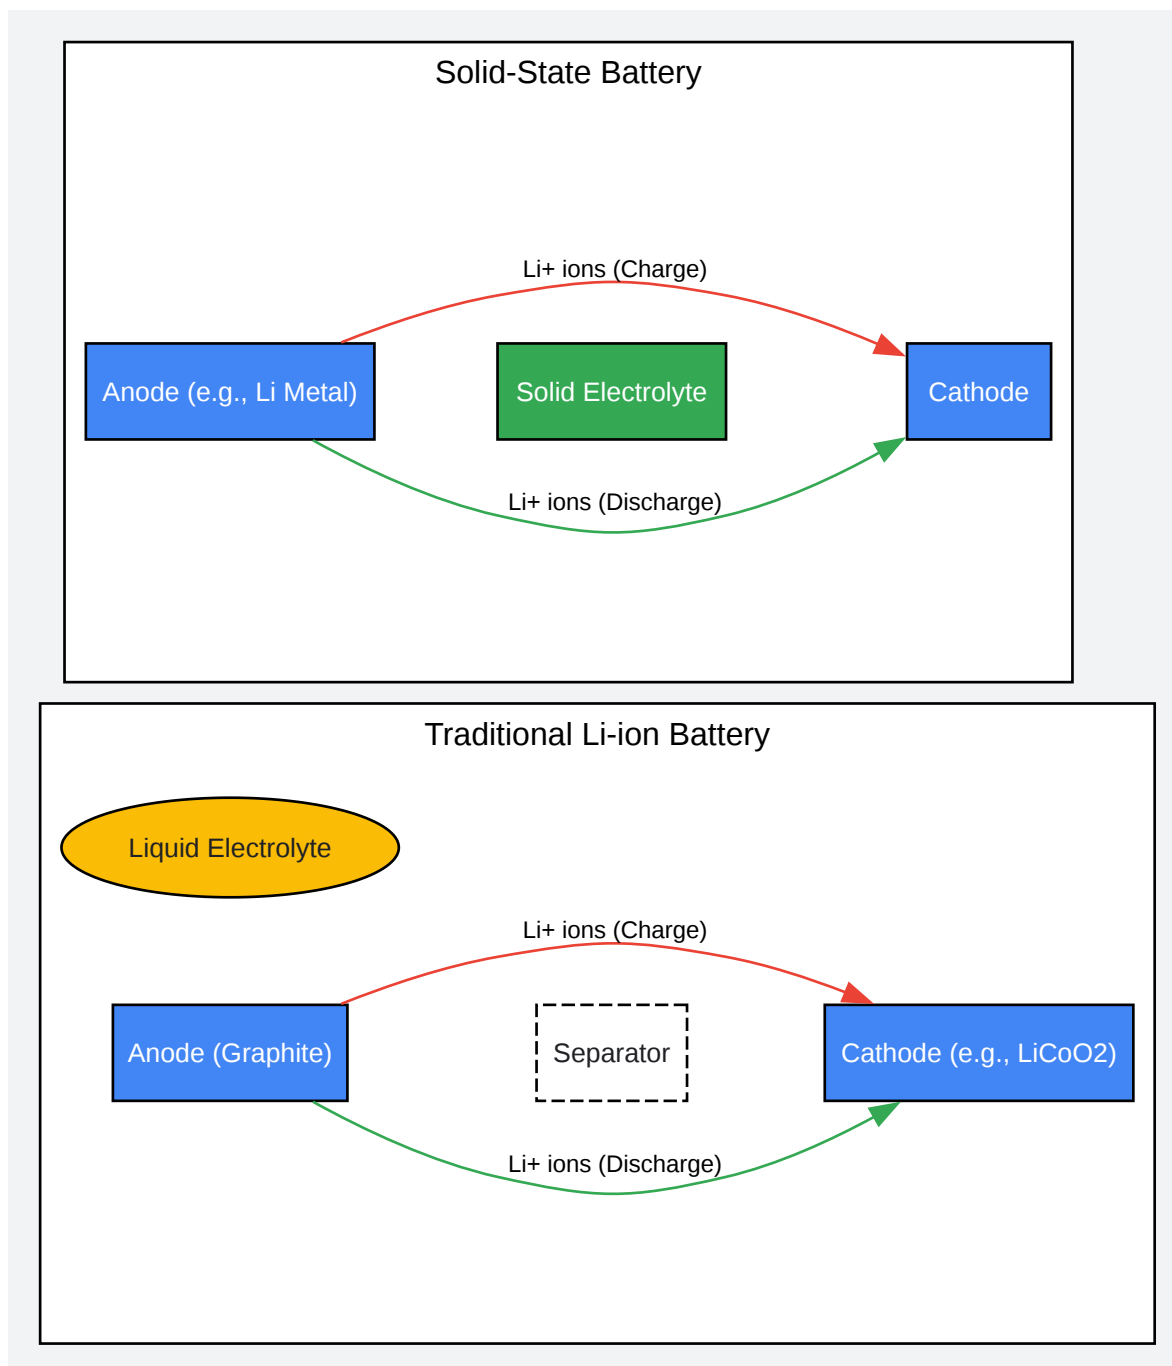 Solid-State Battery
Li+ ions (Charge)
Anode (e.g., Li Metal)
Solid Electrolyte
Cathode
Li+ ions (Discharge)
Traditional Li-ion Battery
Liquid Electrolyte
Li+ ions (Charge)
Anode (Graphite)
Separator
Cathode (e.g., LiCoO2)
Li+ ions (Discharge)